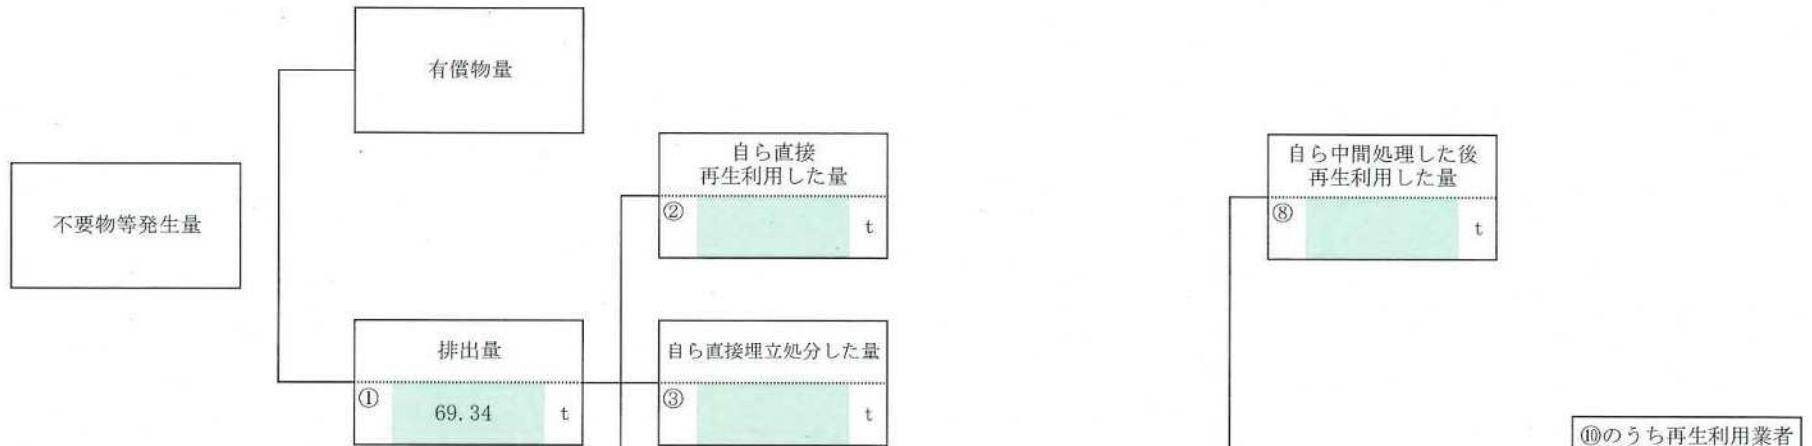 有償物量
自ら直接
再生利用した量
② t
自ら中間処理した後
再生利用した量
⑧ t
不要物等発生量
排出量
① 69.34 t
自ら直接埋立処分した量
③ t
⑩のうち再生利用業者